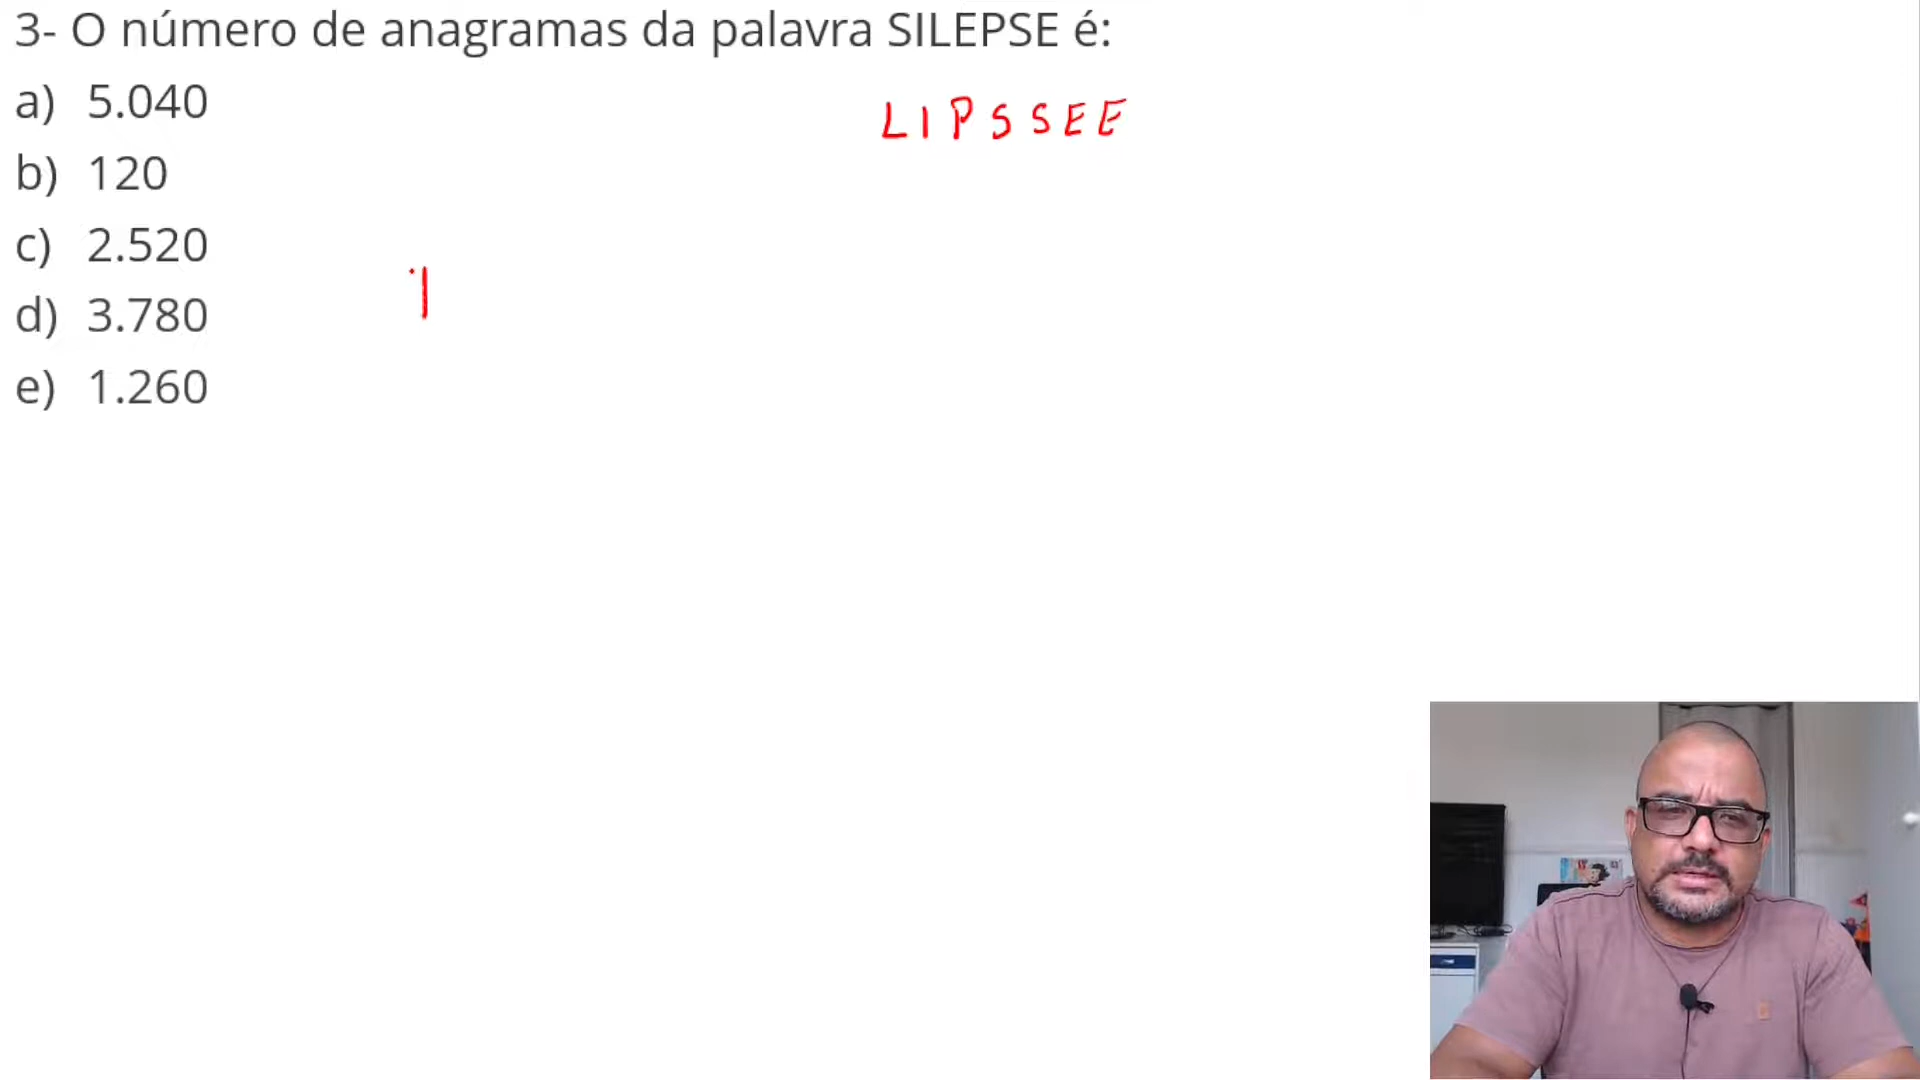 3- O número de anagramas da palavra SILEPSE é:
a) 5.040
LIPSSEE
b) 120
c) 2.520
d) 3.780
e) 1.260